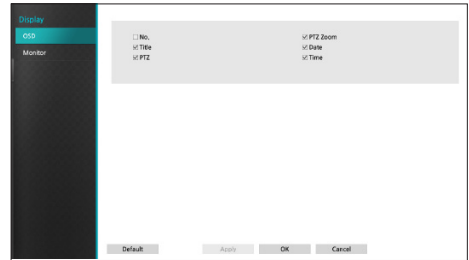 Display
OSD
Monitor
No.
PTZ Zoom
Title
Date
PTZ
Time
Default
Apply
OK
Cancel